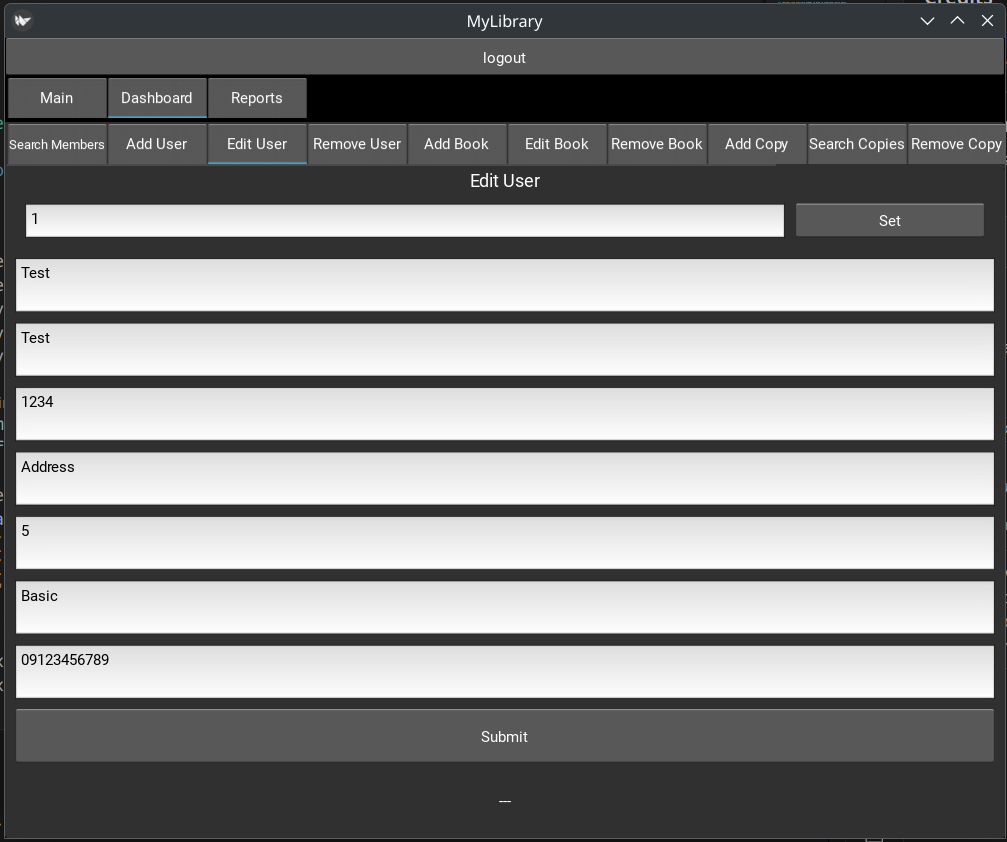 MyLibrary
logout
Main Dashboard Reports
Search Members Add User Edit User Remove User Add Book Edit Book Remove Book Add Copy Search Copies Remove Copy
Edit User
1 Set
Test
Test
1234
Address
5
Basic
09123456789
Submit
---